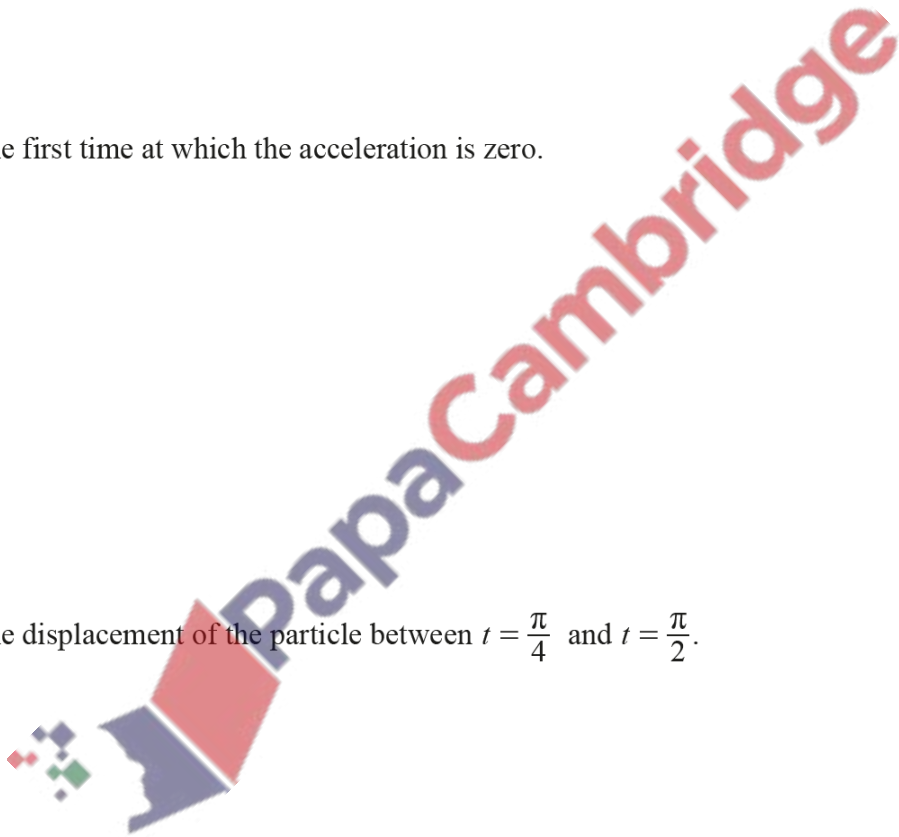 e first time at which the acceleration is zero.
PapaCambridge
e displacement of the particle between t = π/4 and t = π/2.